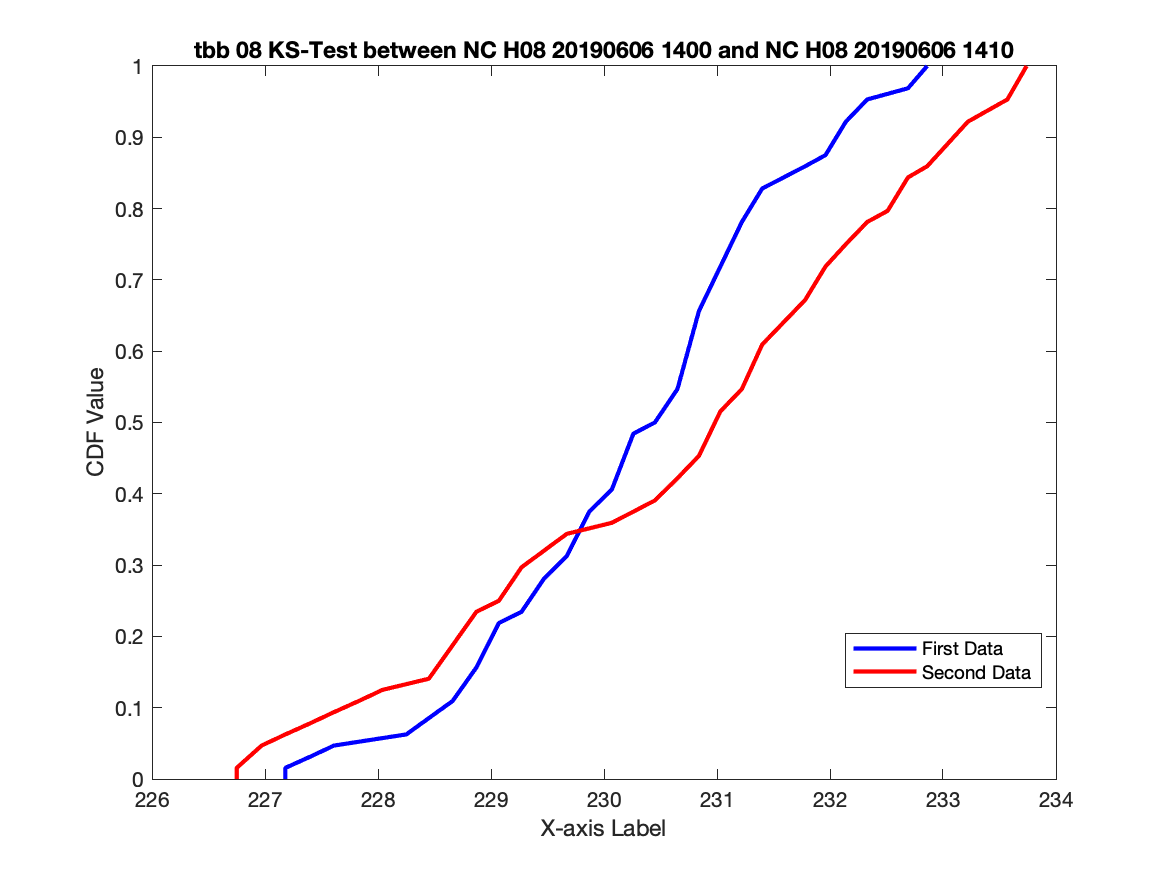 tbb 08 KS-Test between NC H08 20190606 1400 and NC H08 20190606 1410
1
0.9
0.8
0.7
0.6
0.5
0.4
0.3
0.2
0.1
0
CDF Value
First Data
Second Data
226 227 228 229 230 231 232 233 234
X-axis Label